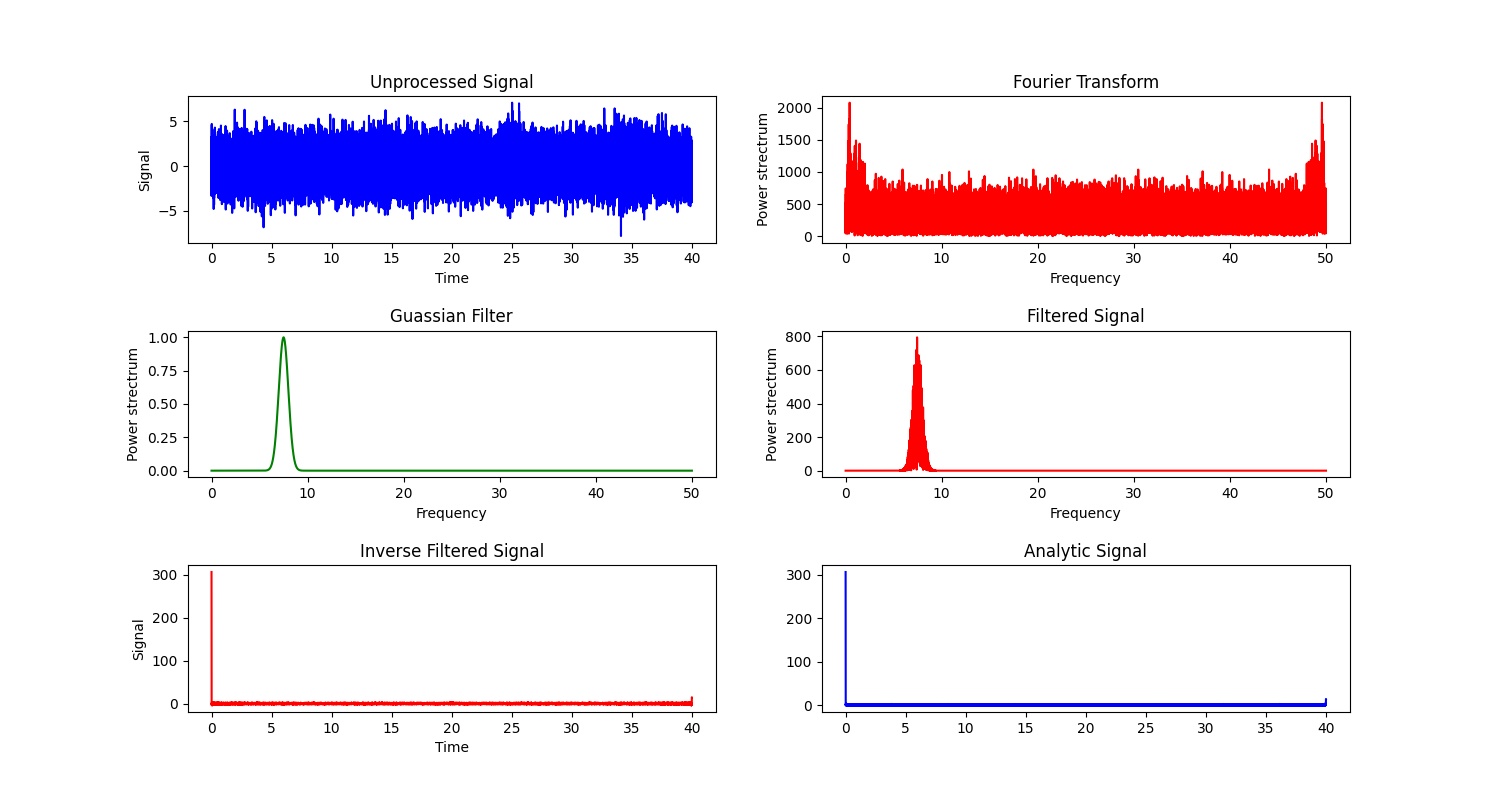 Unprocessed Signal
Signal
5
0
−5
0 5 10 15 20 25 30 35 40
Time
Fourier Transform
Power strectrum
2000
1500
1000
500
0
0 10 20 30 40 50
Frequency
Guassian Filter
Power strectrum
1.00
0.75
0.50
0.25
0.00
0 10 20 30 40 50
Frequency
Filtered Signal
Power strectrum
800
600
400
200
0
0 10 20 30 40 50
Frequency
Inverse Filtered Signal
Signal
300
200
100
0
0 5 10 15 20 25 30 35 40
Time
Analytic Signal
300
200
100
0
0 5 10 15 20 25 30 35 40